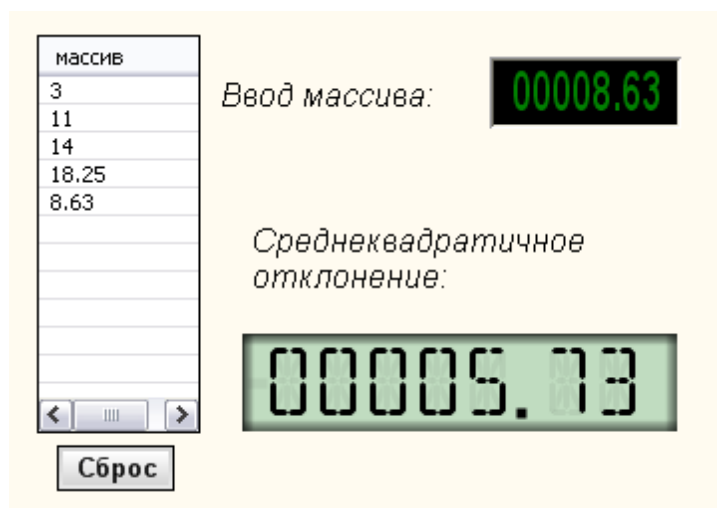 массив
3
11
14
18.25
8.63
Ввод массива:
00008.63
Среднеквадратичное
отклонение:
00005.73
Сброс